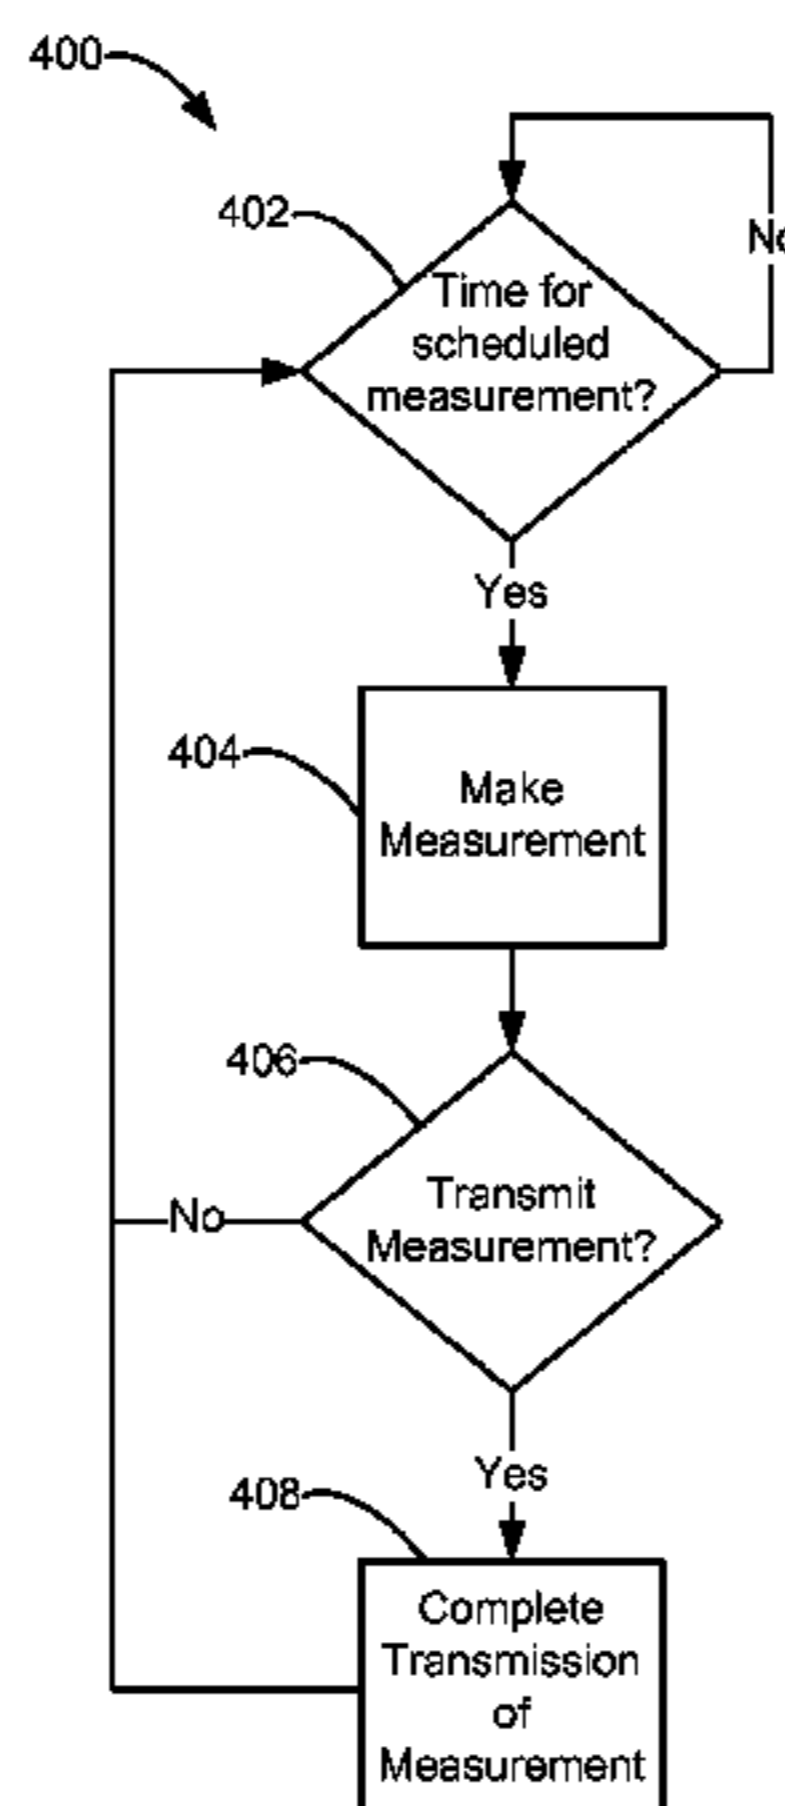 400
402
No
Time for
scheduled
measurement?
Yes
404
Make
Measurement
406
Transmit
Measurement?
No
Yes
408
Complete
Transmission
of
Measurement